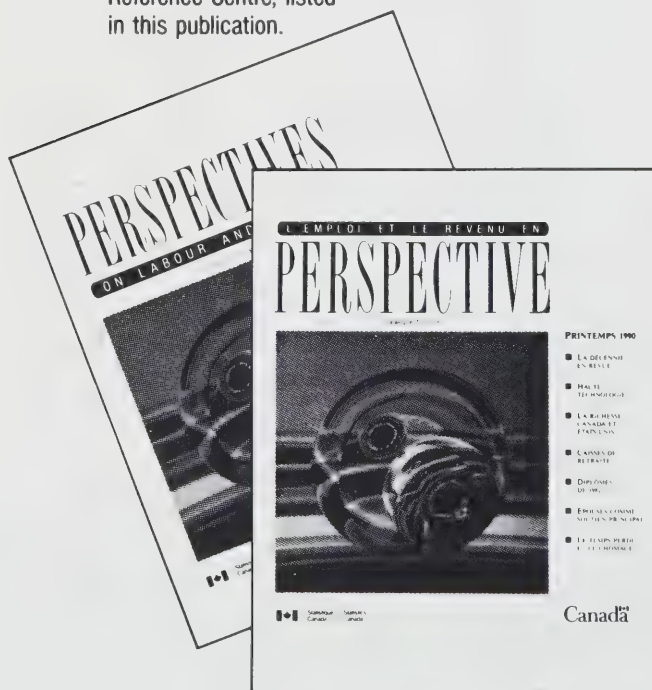 Reference Centre, listed
in this publication.
PERSPECTIVES
ON LABOUR AND
L'EMPLOI ET LE REVENU EN
PERSPECTIVE
PRINTEMPS 1990
LA DÉCENNIE
EN REVUE
HAUTE
TECHNOLOGIE
LA RICHESSE
CANADA ET
ÉTATS-UNIS
CAISSES DE
RETRAITE
DIPLÔMÉS
ÉPOUSES COMME
SOUTIEN PRINCIPAL
LE TEMPS PERDU
ET LE CHÔMAGE
Statistique Statistics
Canada Canada
Canada